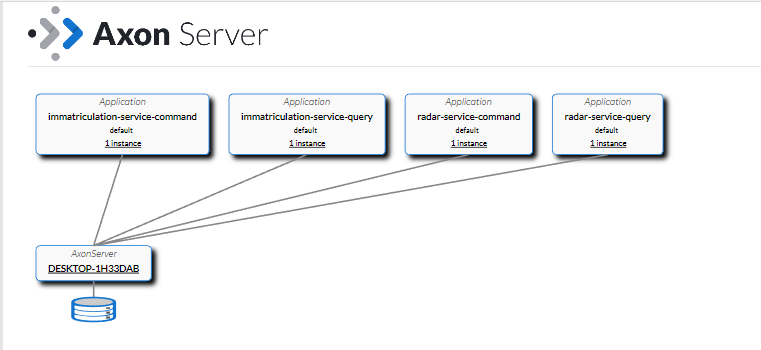 Axon Server
Application
immatriculation-service-command
default
1 instance
Application
immatriculation-service-query
default
1 instance
Application
radar-service-command
default
1 instance
Application
radar-service-query
default
1 instance
AxonServer
DESKTOP-1H33DAB